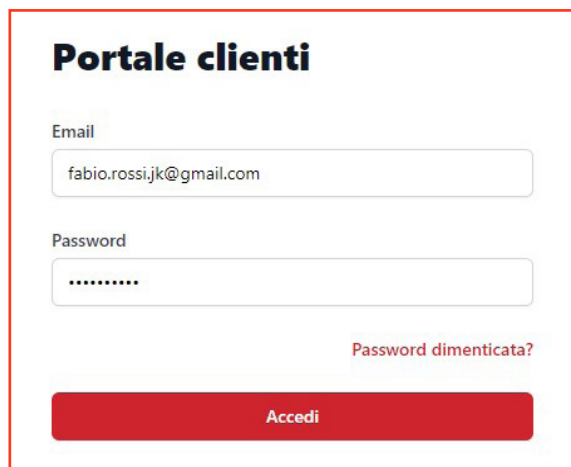 Portale clienti
Email
fabio.rossi.jk@gmail.com
Password
••••••••••
Password dimenticata?
Accedi